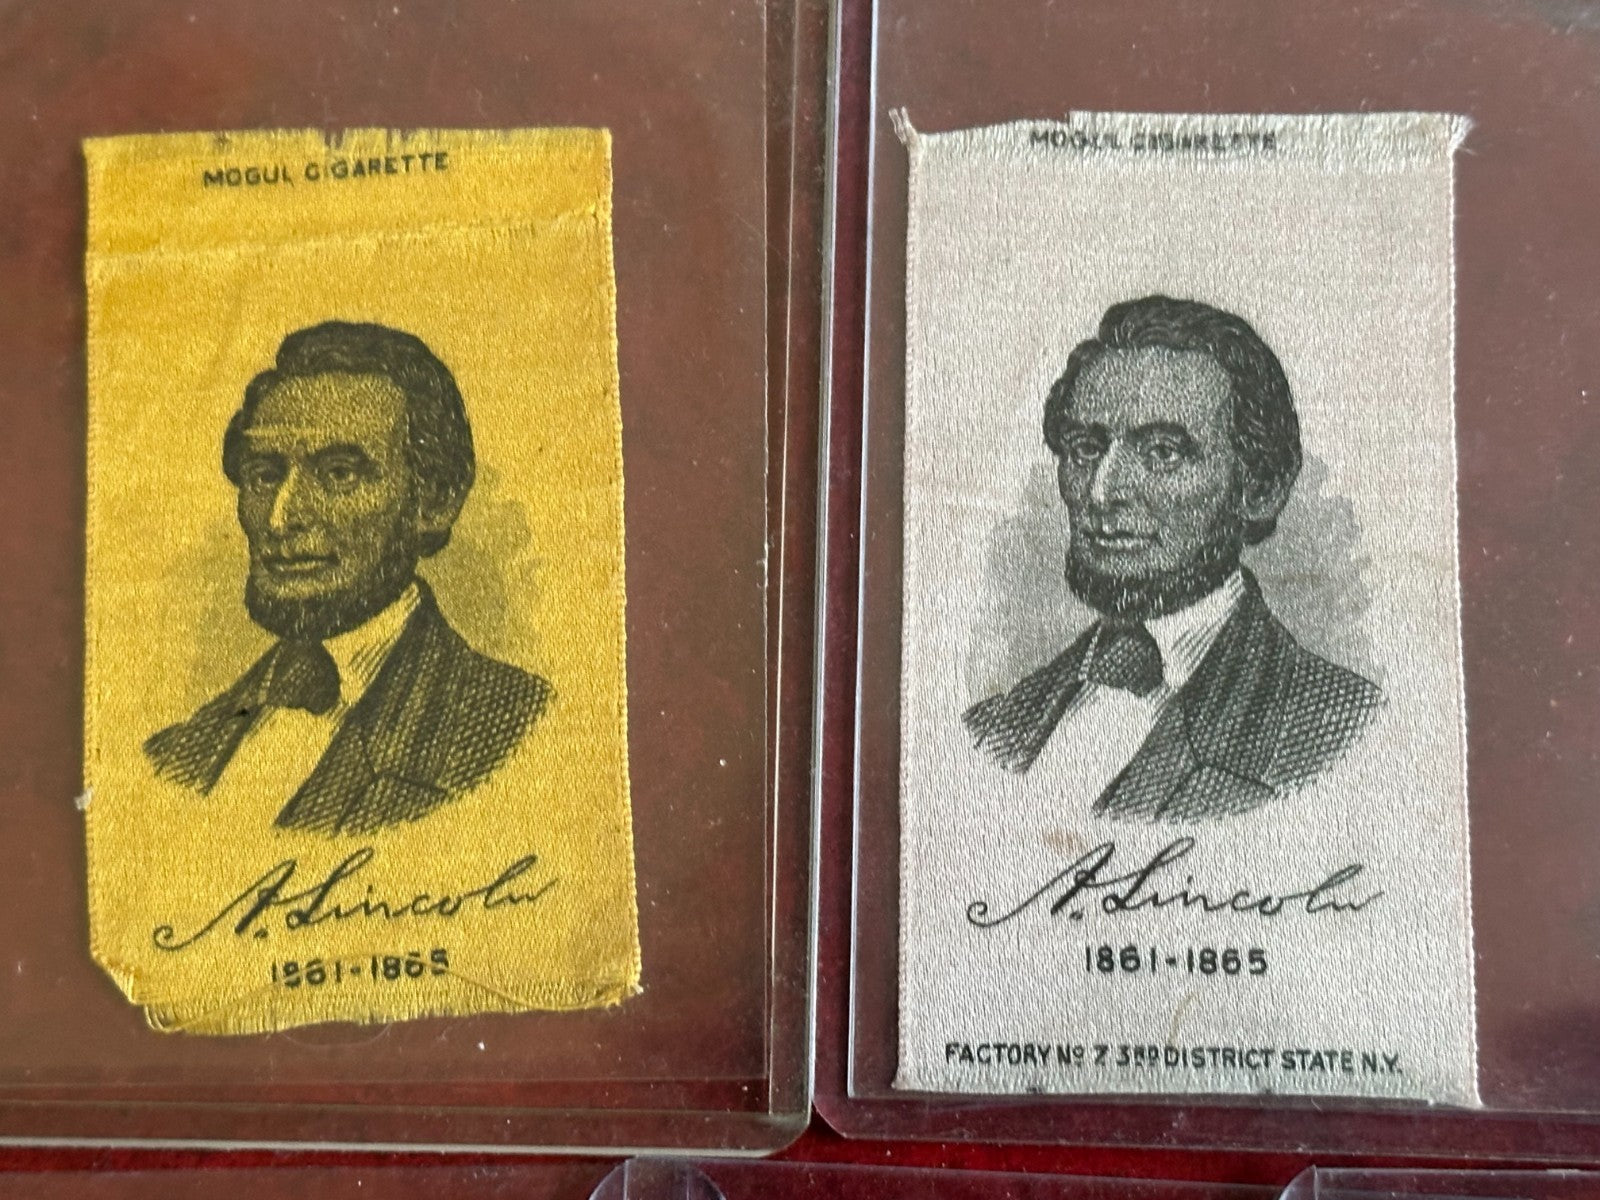 MOGUL CIGARETTE
A. Lincoln
1861-1865
MOGUL CIGARETTE
A. Lincoln
1861-1865
FACTORY No 7 3RD DISTRICT STATE N.Y.